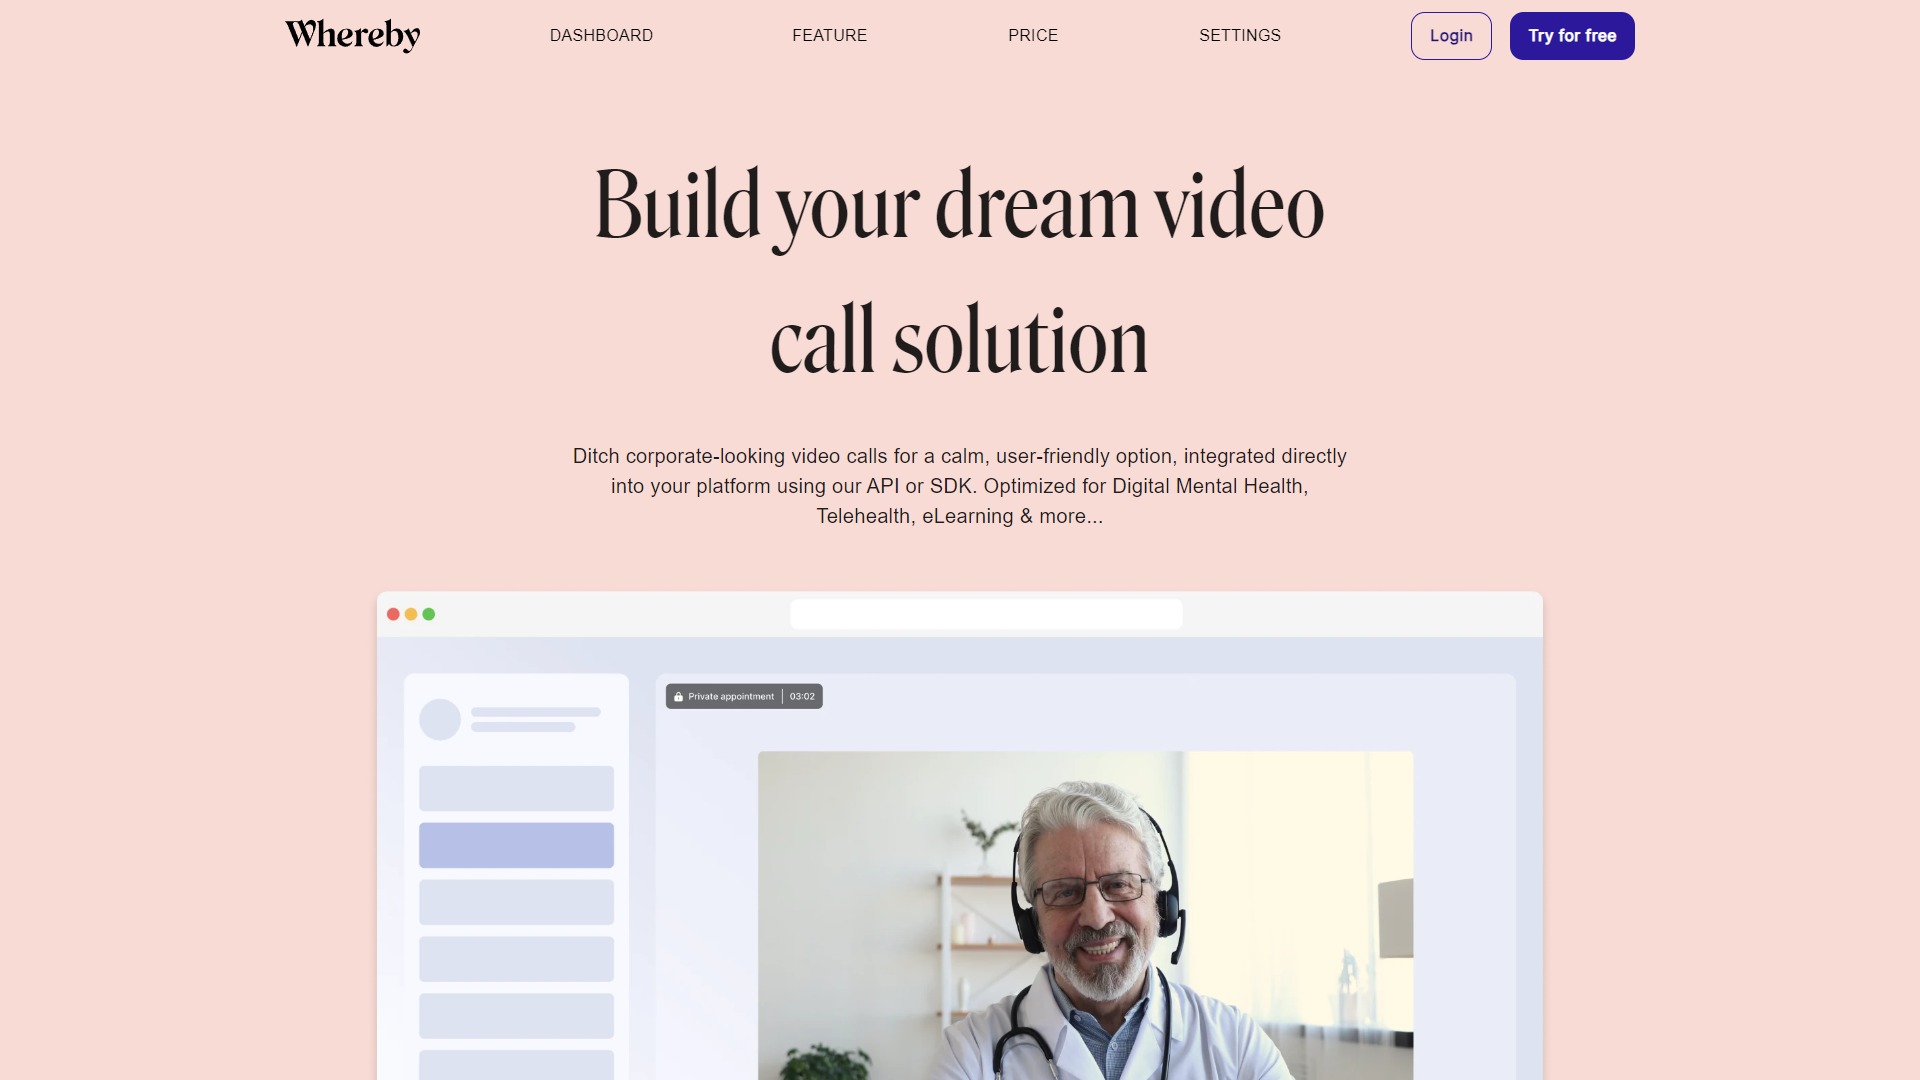 Whereby
DASHBOARD
FEATURE
PRICE
SETTINGS
Login
Try for free
Build your dream video
call solution
Ditch corporate-looking video calls for a calm, user-friendly option, integrated directly
into your platform using our API or SDK. Optimized for Digital Mental Health,
Telehealth, eLearning & more...
Private appointment | 03:02